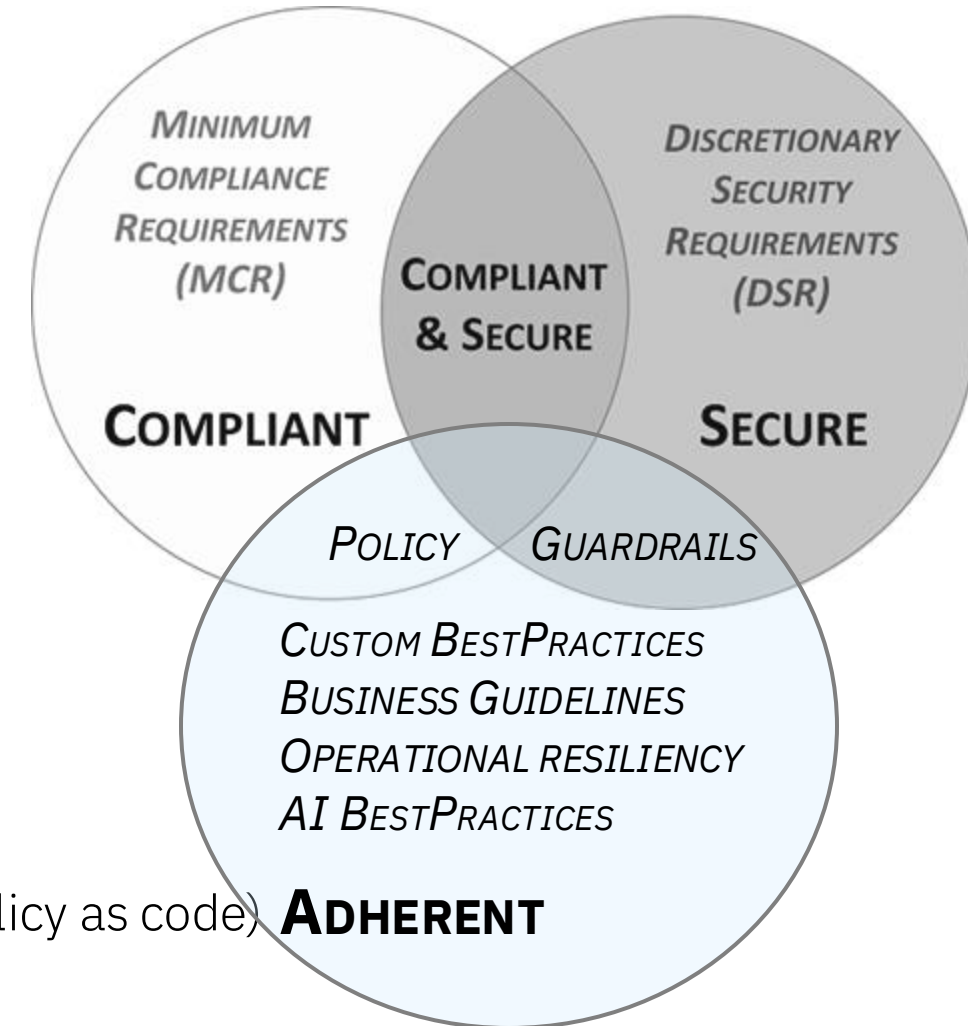 MINIMUM
COMPLIANCE
REQUIREMENTS
(MCR)
DISCRETIONARY
SECURITY
REQUIREMENTS
(DSR)
COMPLIANT
& SECURE
COMPLIANT
SECURE
POLICY GUARDRAILS
CUSTOM BESTPRACTICES
BUSINESS GUIDELINES
OPERATIONAL RESILIENCY
AI BESTPRACTICES
licy as code) ADHERENT